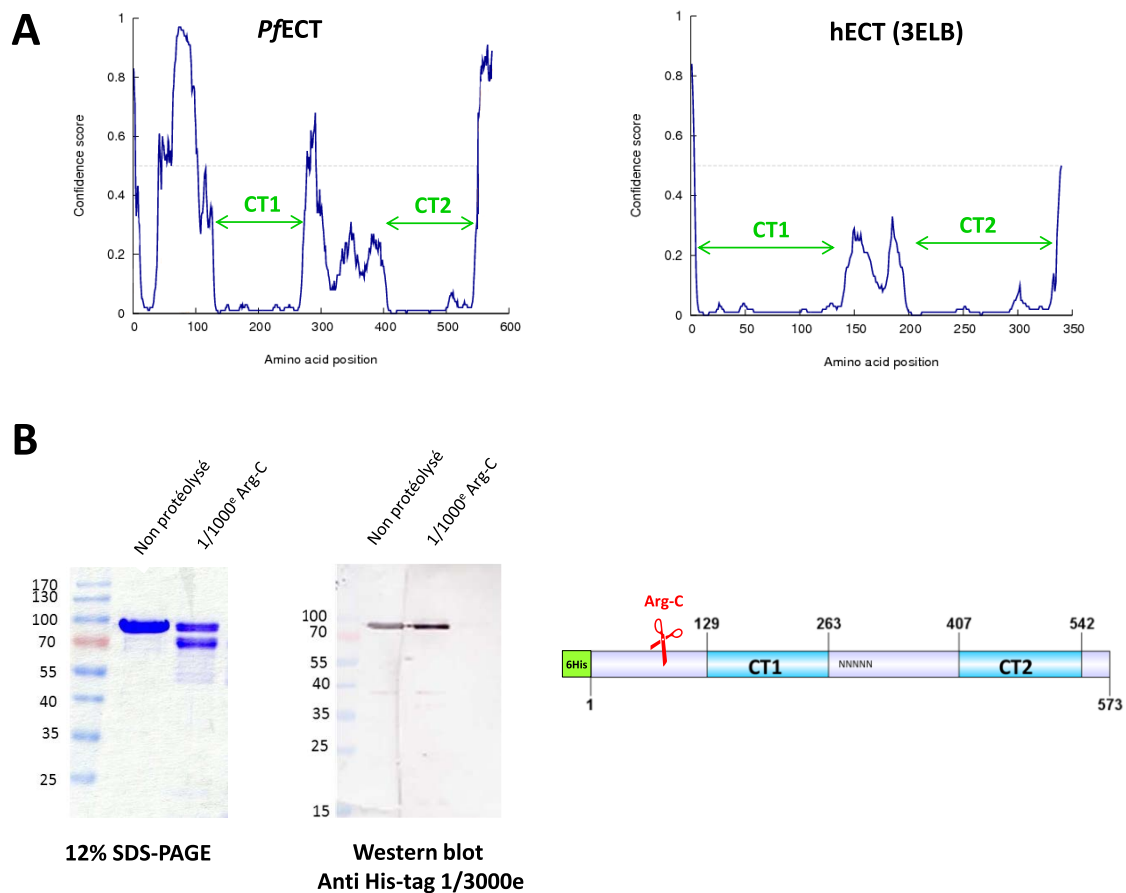 A
PfECT
hECT (3ELB)
1
0.8
0.6
0.4
0.2
0
Confidence score
CT1
CT2
0
100
200
300
400
500
600
Amino acid position
1
0.8
0.6
0.4
0.2
0
Confidence score
CT1
CT2
0
50
100
150
200
250
300
350
Amino acid position
B
Non protéolysé
1/1000e Arg-C
170
130
100
70
55
40
35
25
12% SDS-PAGE
Non protéolysé
1/1000e Arg-C
100
70
55
40
35
25
15
Western blot
Anti His-tag 1/3000e
Arg-C
129
263
407
542
6His
CT1
NNNNN
CT2
1
573